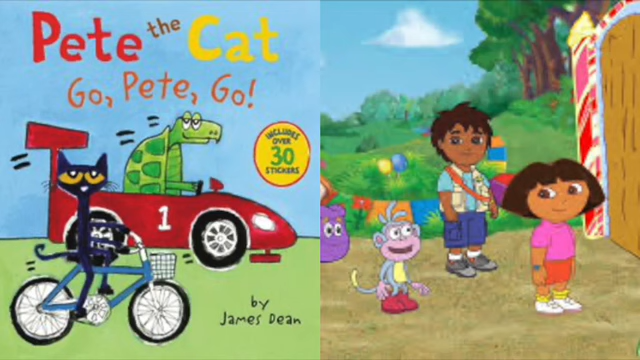 Pete the Cat
Go, Pete, Go!
INCLUDES
OVER
30
STICKERS
1
by
James Dean